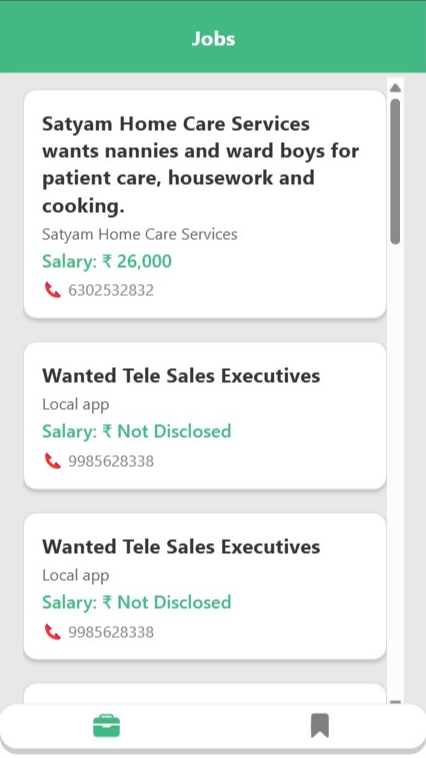 Jobs
Satyam Home Care Services
wants nannies and ward boys for
patient care, housework and
cooking.
Satyam Home Care Services
Salary: ₹ 26,000
6302532832
Wanted Tele Sales Executives
Local app
Salary: ₹ Not Disclosed
9985628338
Wanted Tele Sales Executives
Local app
Salary: ₹ Not Disclosed
9985628338